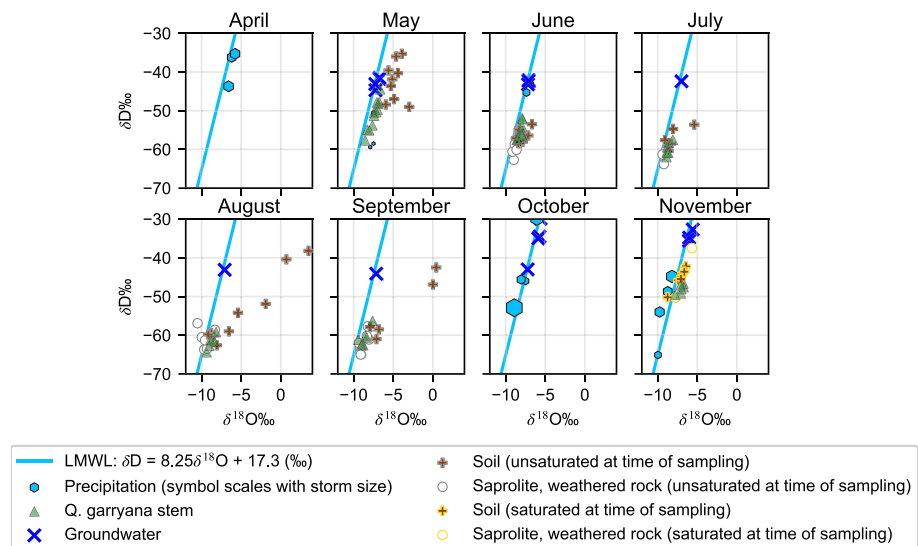 April May June July
δD‰
−30
−40
−50
−60
−70
August September October November
δD‰
−30
−40
−50
−60
−70
−10 −5 0 −10 −5 0 −10 −5 0 −10 −5 0
δ¹⁸O‰ δ¹⁸O‰ δ¹⁸O‰ δ¹⁸O‰
LMWL: δD = 8.25δ¹⁸O + 17.3 (‰)
Precipitation (symbol scales with storm size)
Q. garryana stem
Groundwater
Soil (unsaturated at time of sampling)
Saprolite, weathered rock (unsaturated at time of sampling)
Soil (saturated at time of sampling)
Saprolite, weathered rock (saturated at time of sampling)